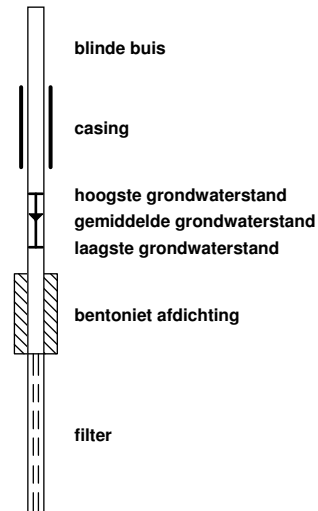 blinde buis
casing
hoogste grondwaterstand
gemiddelde grondwaterstand
laagste grondwaterstand
bentoniet afdichting
filter